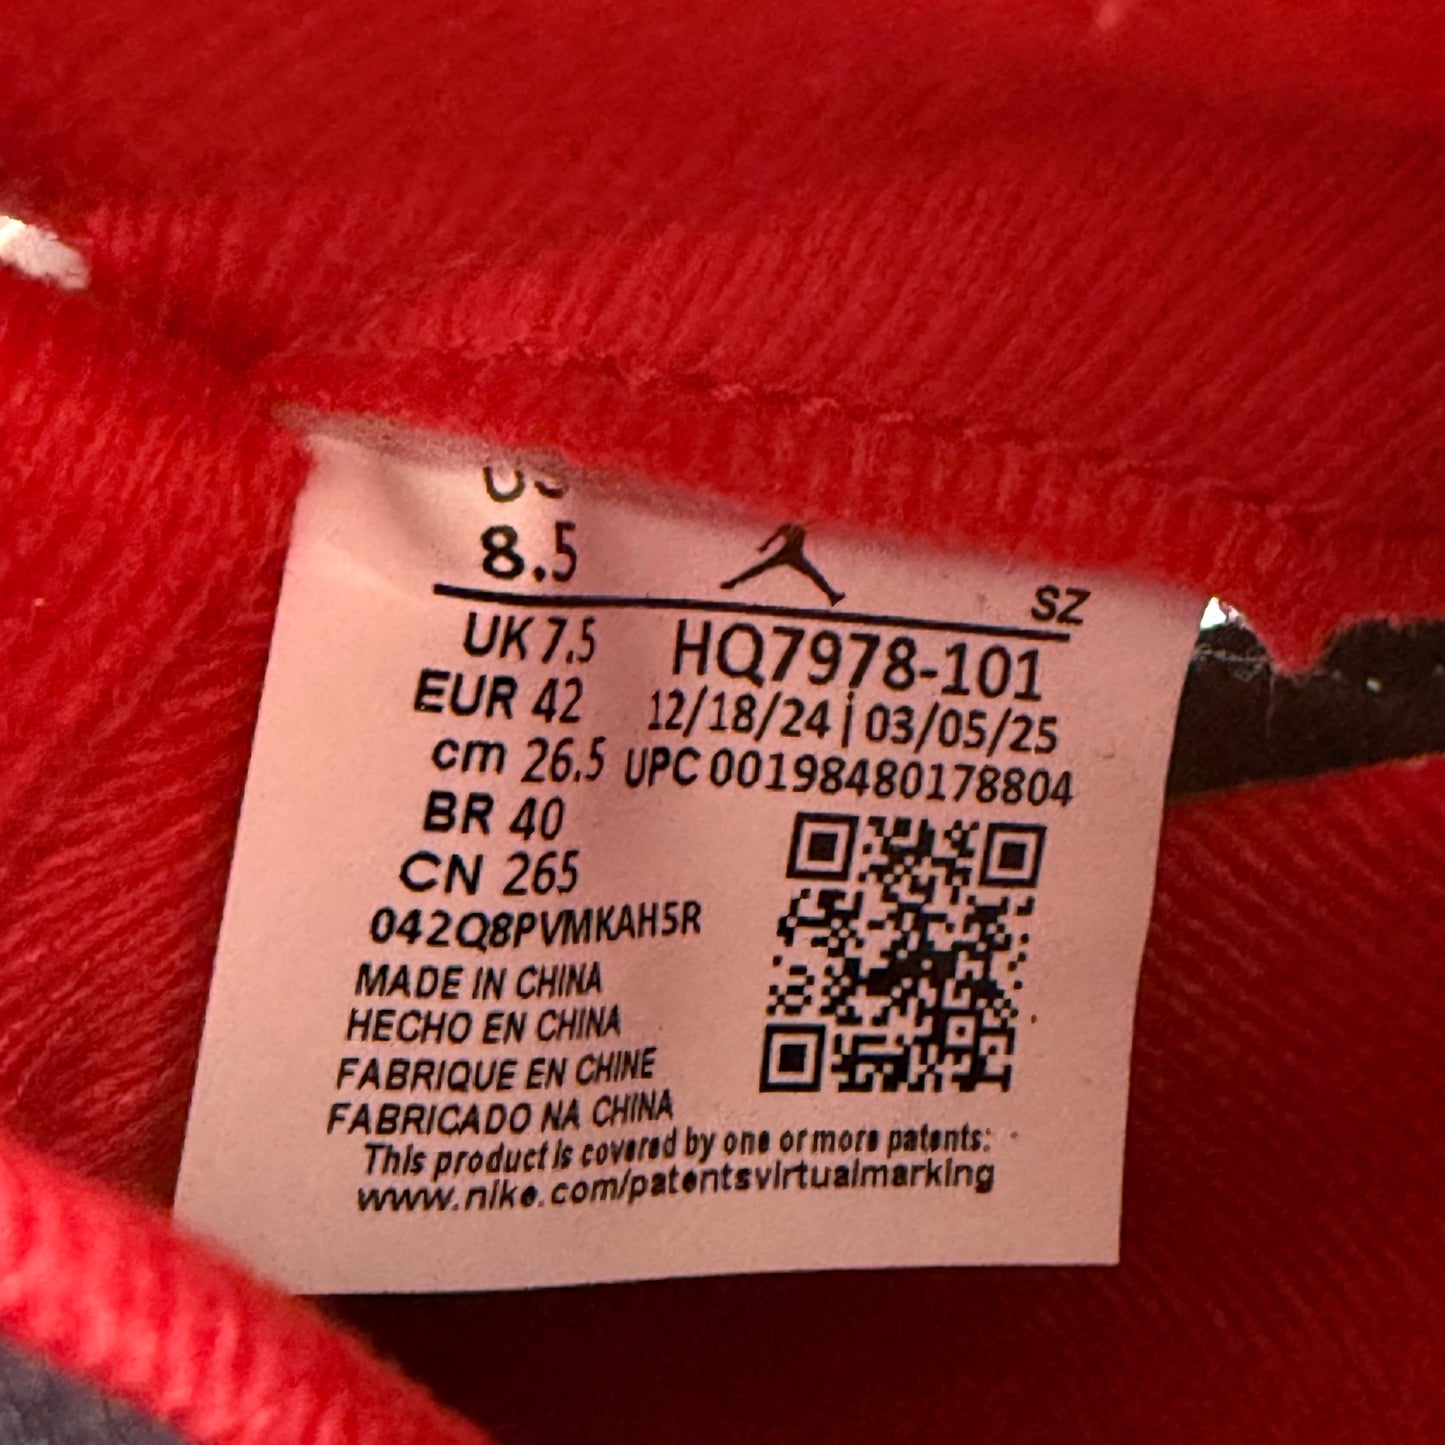 US
8.5
SZ
UK 7.5 HQ7978-101
EUR 42 12/18/24 | 03/05/25
cm 26.5 UPC 00198480178804
BR 40
CN 265
042Q8PVMKAH5R
MADE IN CHINA
HECHO EN CHINA
FABRIQUE EN CHINE
FABRICADO NA CHINA
This product is covered by one or more patents:
www.nike.com/patentsvirtualmarking